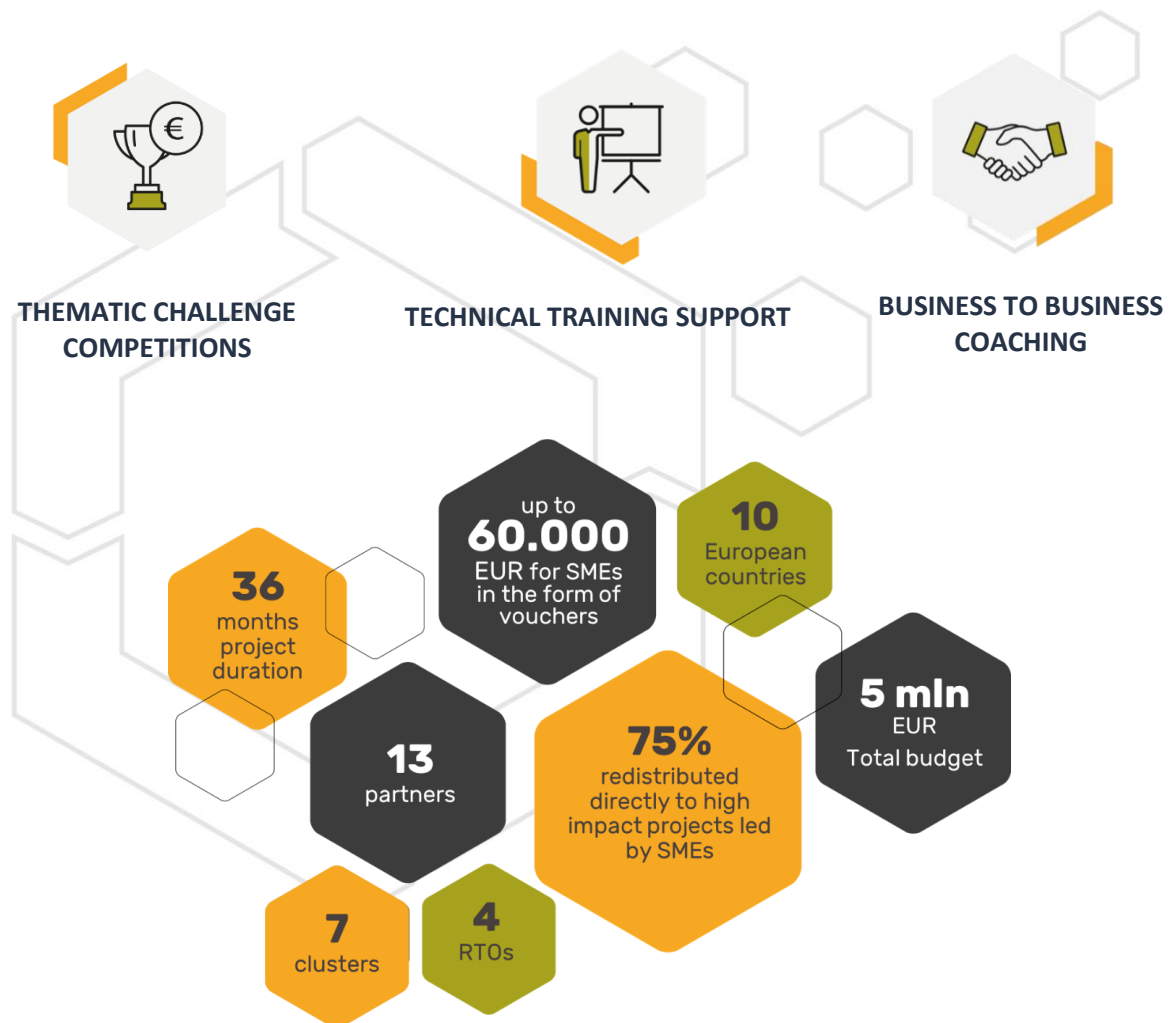 €
THEMATIC CHALLENGE
COMPETITIONS
TECHNICAL TRAINING SUPPORT
BUSINESS TO BUSINESS
COACHING
up to
60.000
EUR for SMEs
in the form of
vouchers
10
European
countries
36
months
project
duration
13
partners
75%
redistributed
directly to high
impact projects led
by SMEs
5 mln
EUR
Total budget
7
clusters
4
RTOs